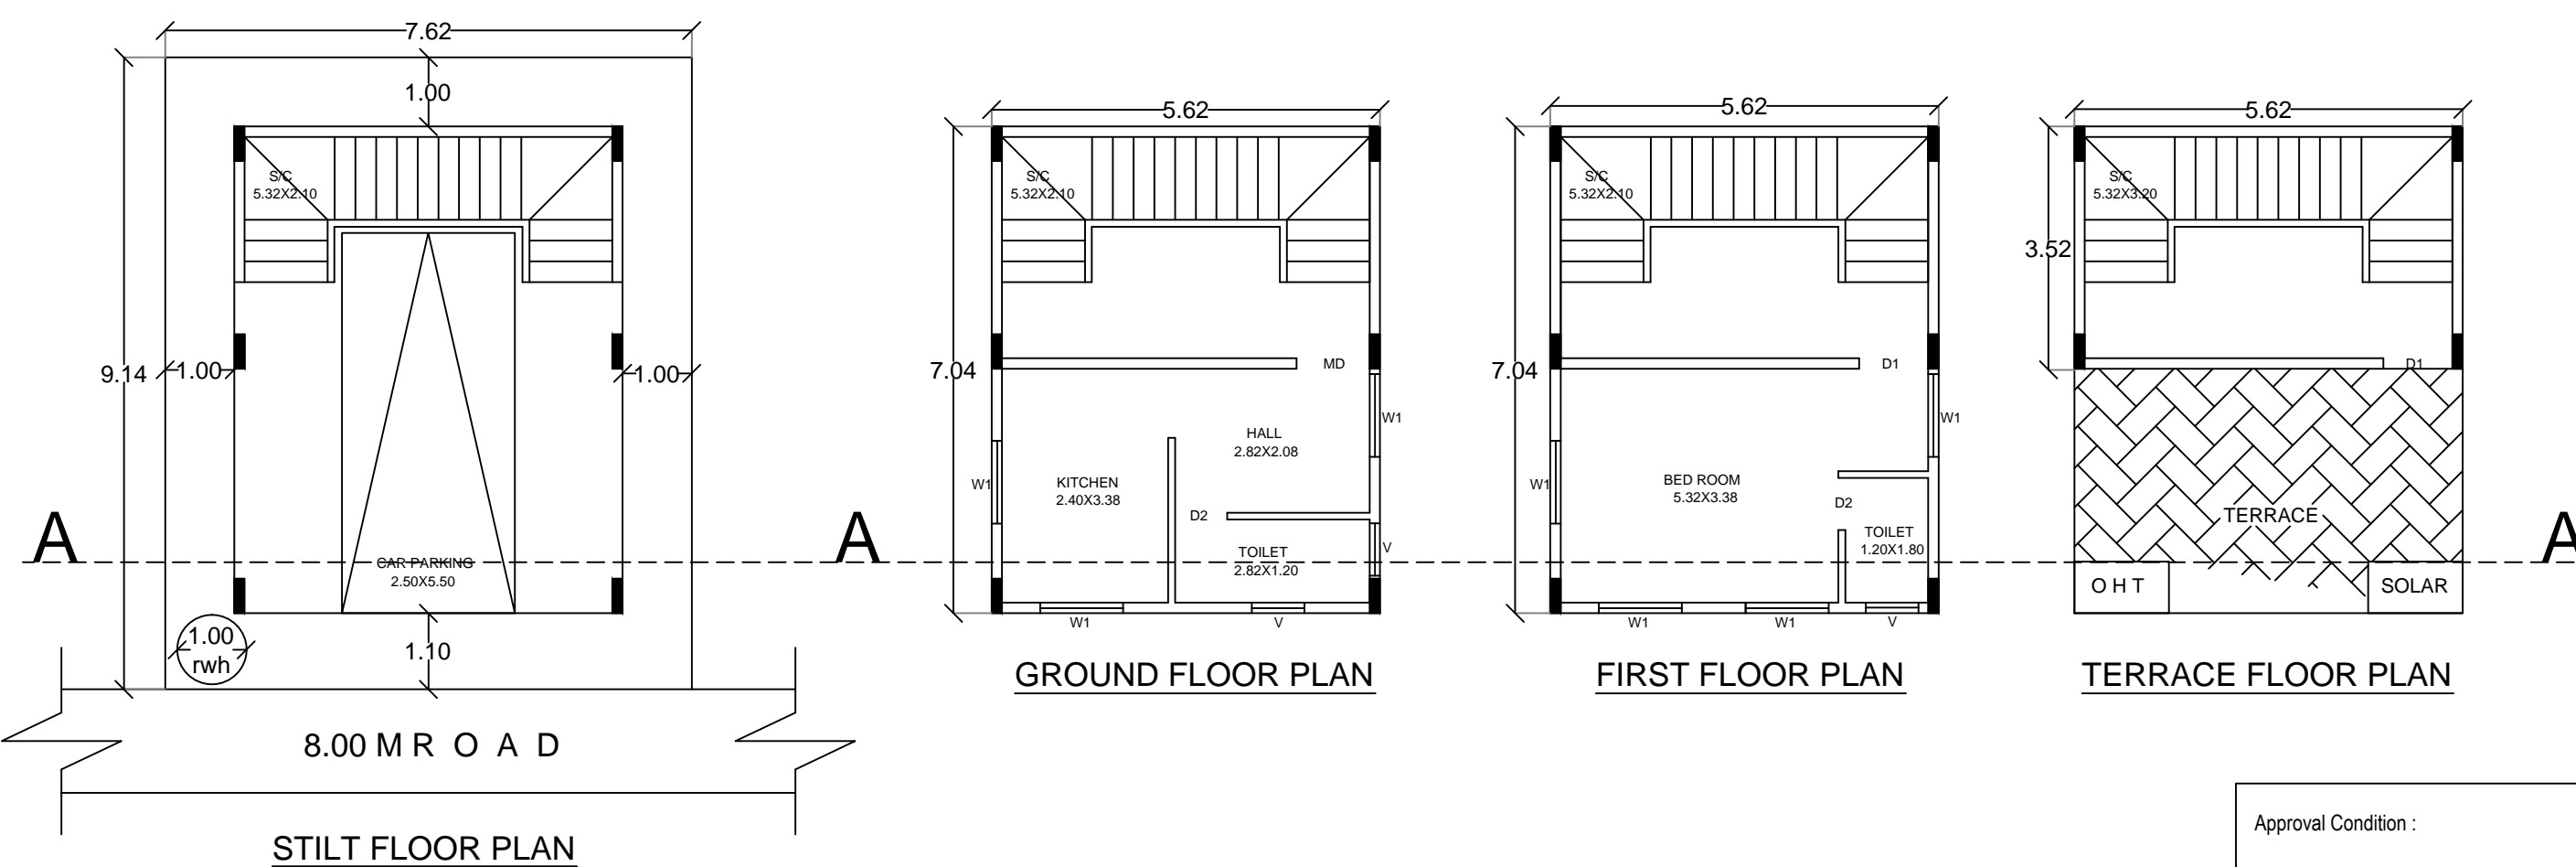 7.62
1.00
S/C
5.32X2.10
9.14
1.00
1.00
A
CAR PARKING
2.50X5.50
1.00
rwh
1.10
8.00 M R O A D
STILT FLOOR PLAN
5.62
S/C
5.32X2.10
7.04
MD
W1
HALL
2.82X2.08
KITCHEN
2.40X3.38
W1
D2
TOILET
2.82X1.20
V
A
W1
V
GROUND FLOOR PLAN
5.62
S/C
5.32X2.10
7.04
D1
W1
BED ROOM
5.32X3.38
W1
D2
TOILET
1.20X1.80
W1
W1
V
FIRST FLOOR PLAN
5.62
S/C
5.32X3.20
3.52
D1
TERRACE
A
O H T
SOLAR
TERRACE FLOOR PLAN
Approval Condition :